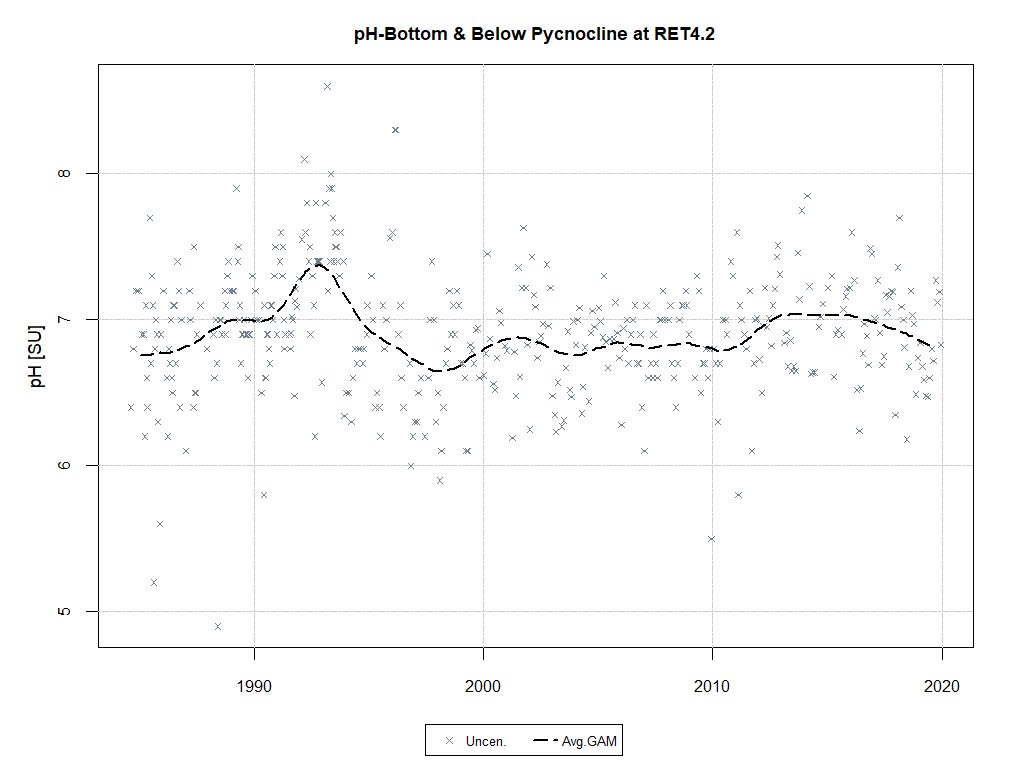 pH-Bottom & Below Pycnocline at RET4.2
pH [SU]
8
7
6
5
1990 2000 2010 2020
Uncen. Avg.GAM